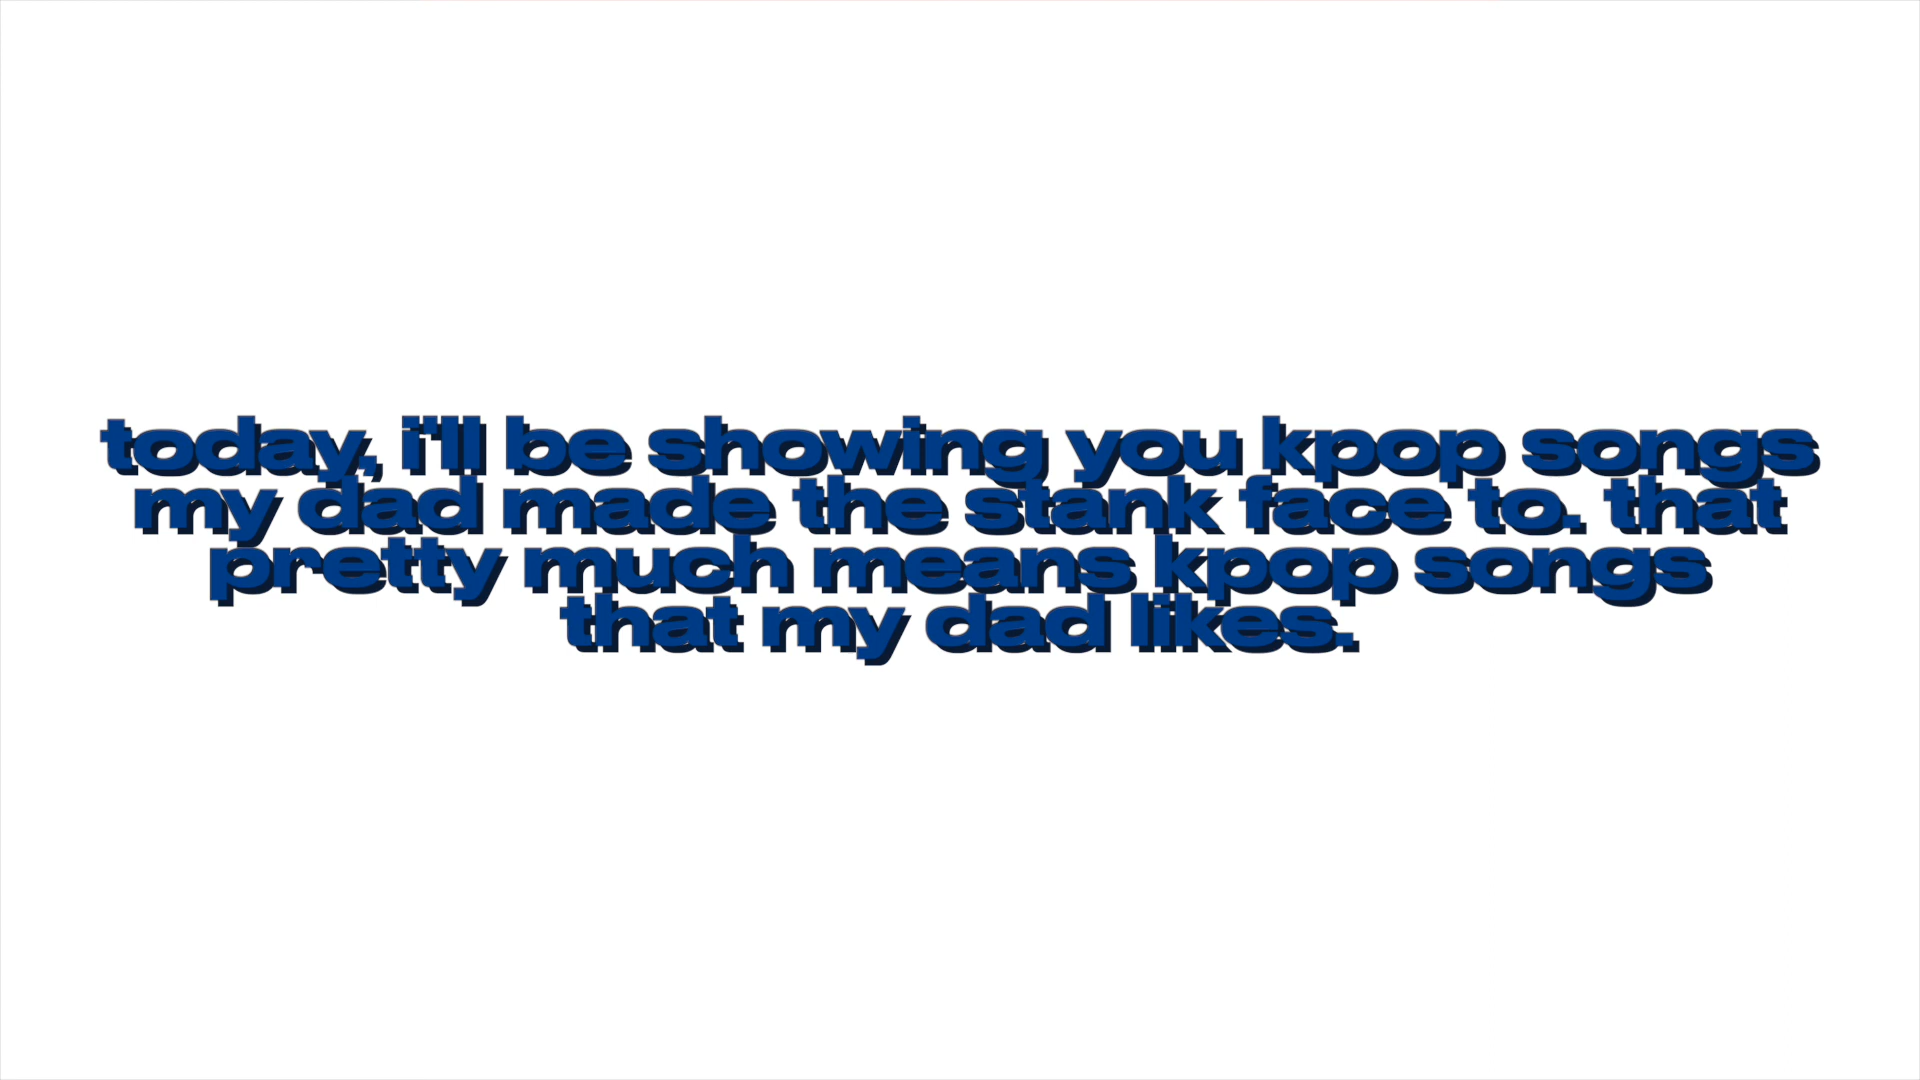 today, i'll be showing you kpop songs
my dad made the stank face to. that
pretty much means kpop songs
that my dad likes.